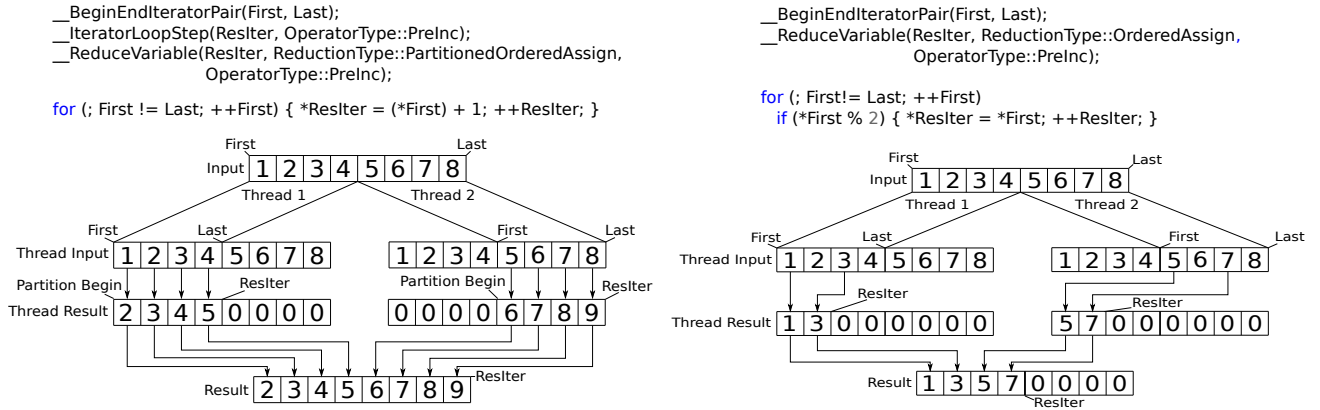 __BeginEndIteratorPair(First, Last);
__IteratorLoopStep(ResIter, OperatorType::PreInc);
__ReduceVariable(ResIter, ReductionType::PartitionedOrderedAssign,
OperatorType::PreInc);
for (; First != Last; ++First) { *ResIter = (*First) + 1; ++ResIter; }
First Last
Input 1 2 3 4 5 6 7 8
Thread 1 Thread 2
First Last First Last
Thread Input 1 2 3 4 5 6 7 8 1 2 3 4 5 6 7 8
Partition Begin ResIter Partition Begin ResIter
Thread Result 2 3 4 5 0 0 0 0 0 0 0 0 6 7 8 9
Result 2 3 4 5 6 7 8 9 ResIter
__BeginEndIteratorPair(First, Last);
__ReduceVariable(ResIter, ReductionType::OrderedAssign,
OperatorType::PreInc);
for (; First!= Last; ++First)
if (*First % 2) { *ResIter = *First; ++ResIter; }
First Last
Input 1 2 3 4 5 6 7 8
Thread 1 Thread 2
First Last First Last
Thread Input 1 2 3 4 5 6 7 8 1 2 3 4 5 6 7 8
ResIter ResIter
Thread Result 1 3 0 0 0 0 0 0 5 7 0 0 0 0 0 0
Result 1 3 5 7 0 0 0 0
ResIter